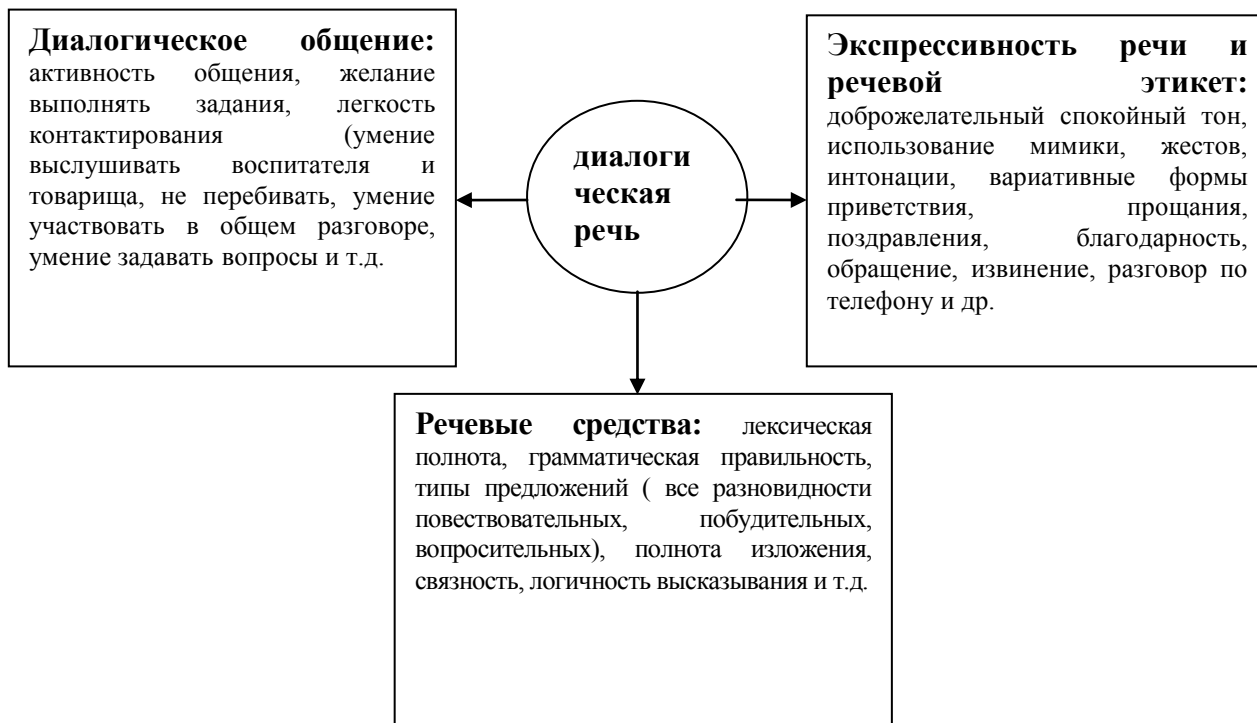 Диалогическое общение:
активность общения, желание
выполнять задания, легкость
контактирования (умение
выслушивать воспитателя и
товарища, не перебивать, умение
участвовать в общем разговоре,
умение задавать вопросы и т.д.
диалоги
ческая
речь
Экспрессивность речи и
речевой этикет:
доброжелательный спокойный тон,
использование мимики, жестов,
интонации, вариативные формы
приветствия, прощания,
поздравления, благодарность,
обращение, извинение, разговор по
телефону и др.
Речевые средства: лексическая
полнота, грамматическая правильность,
типы предложений ( все разновидности
повествовательных, побудительных,
вопросительных), полнота изложения,
связность, логичность высказывания и т.д.